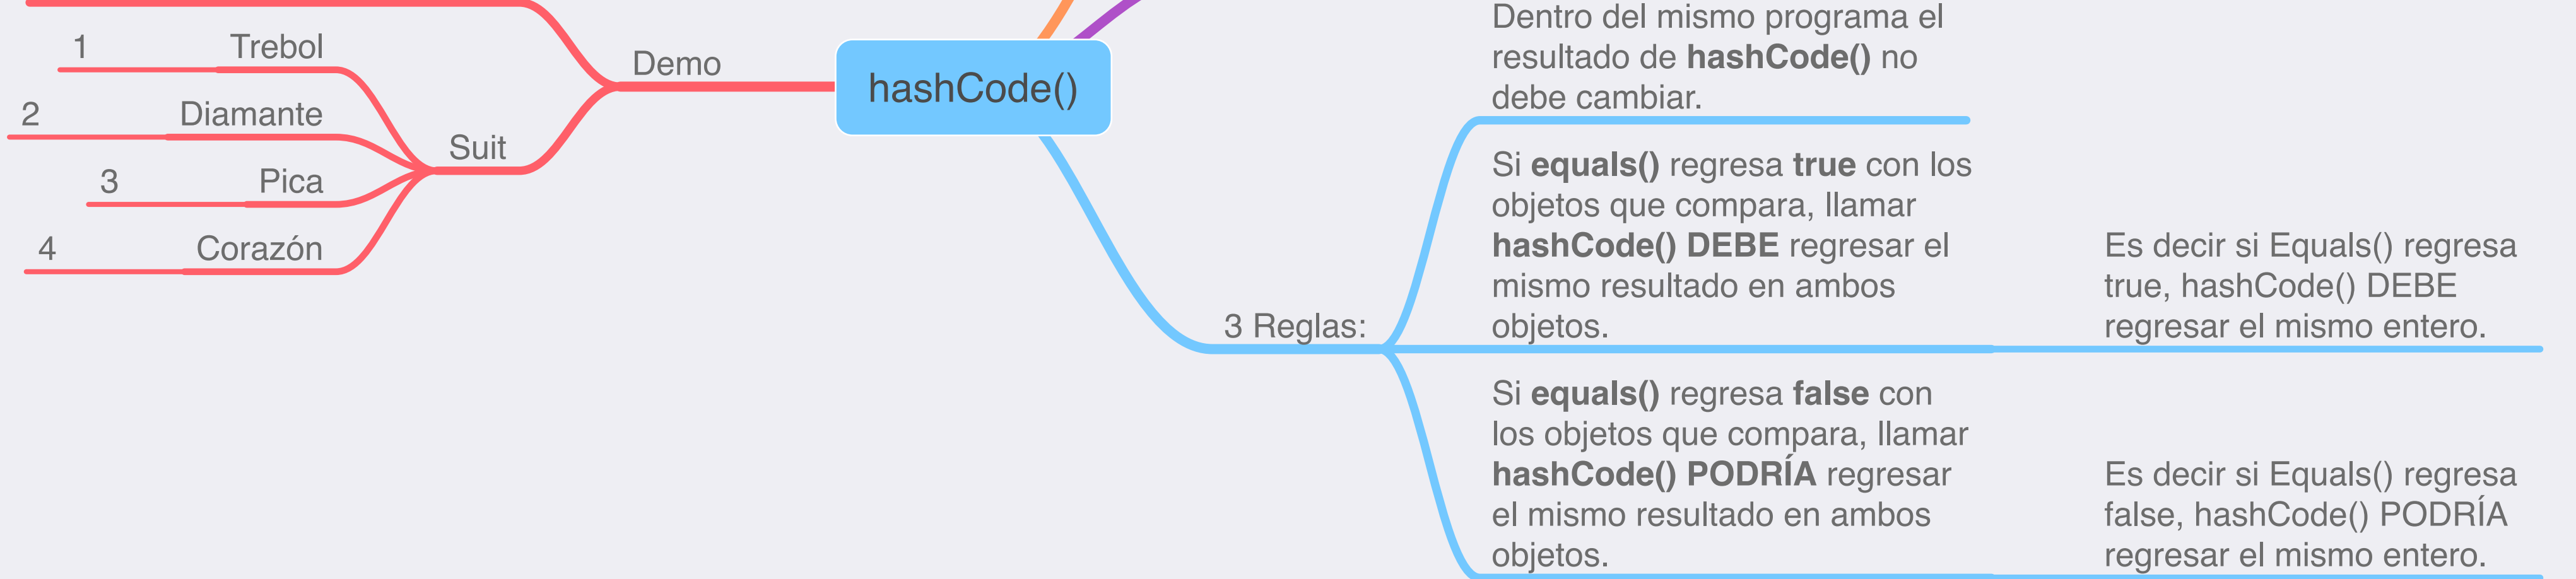 1 Trebol
2 Diamante
3 Pica
4 Corazón
Suit
Demo
hashCode()
3 Reglas:
Dentro del mismo programa el
resultado de hashCode() no
debe cambiar.
Si equals() regresa true con los
objetos que compara, llamar
hashCode() DEBE regresar el
mismo resultado en ambos
objetos.
Es decir si Equals() regresa
true, hashCode() DEBE
regresar el mismo entero.
Si equals() regresa false con
los objetos que compara, llamar
hashCode() PODRÍA regresar
el mismo resultado en ambos
objetos.
Es decir si Equals() regresa
false, hashCode() PODRÍA
regresar el mismo entero.